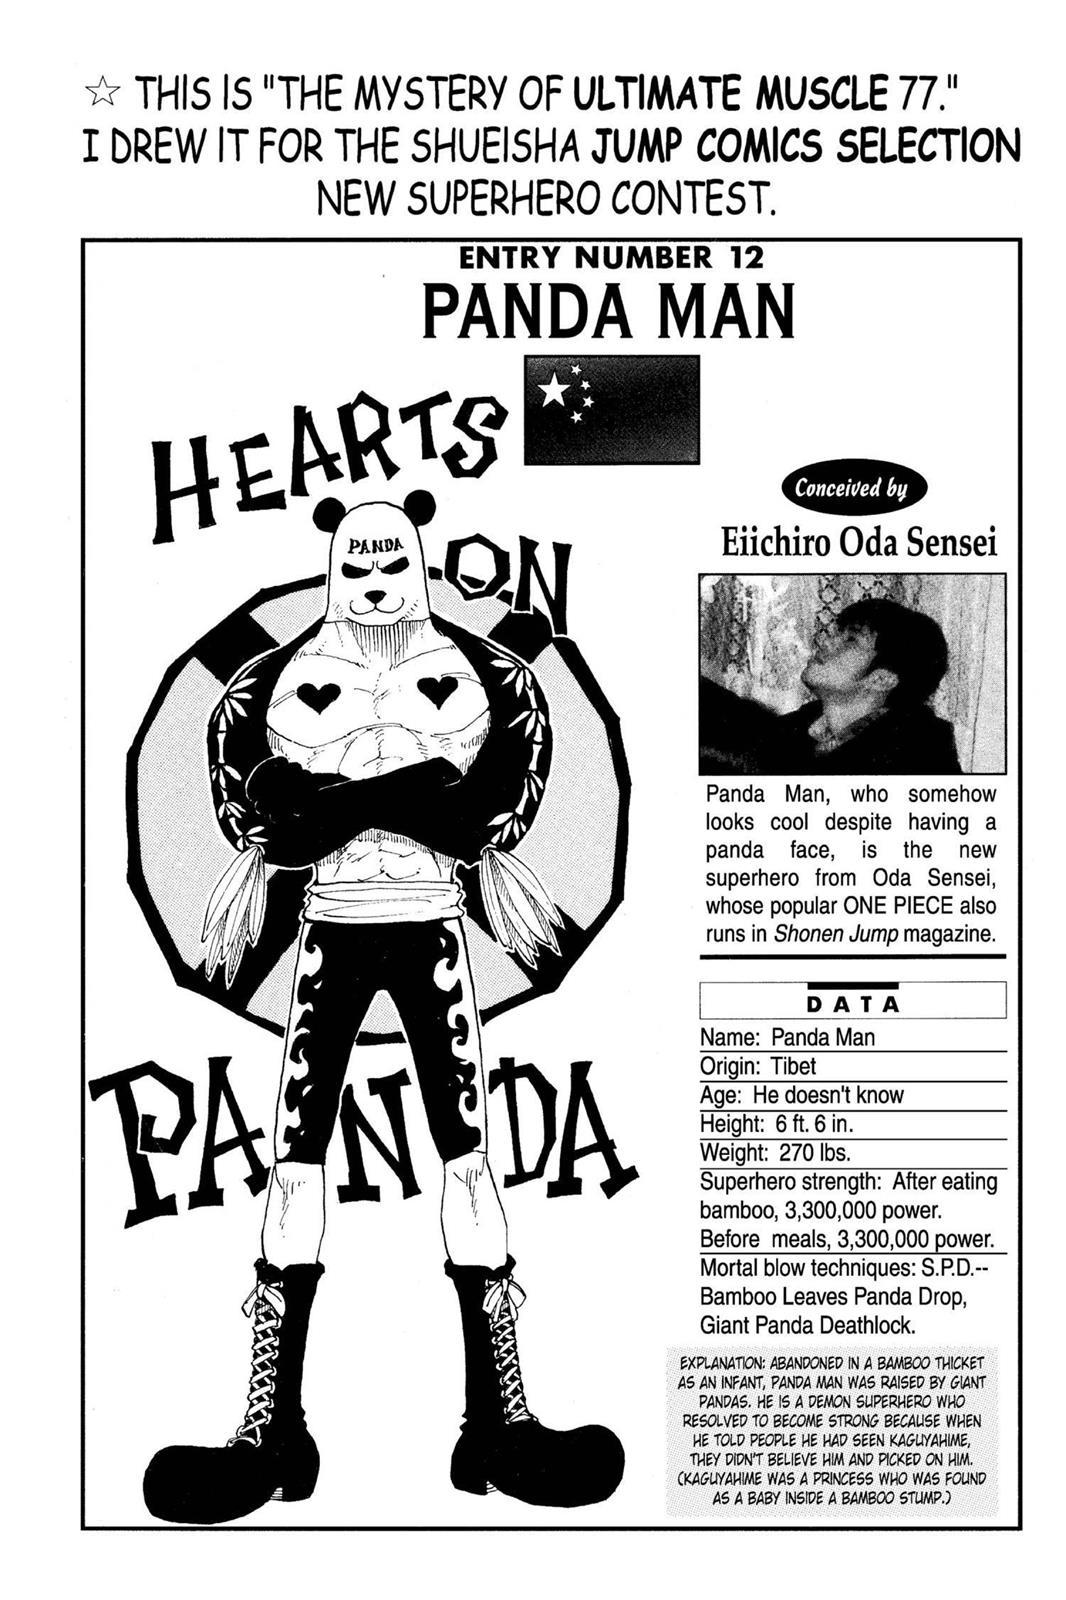 ☆ THIS IS "THE MYSTERY OF ULTIMATE MUSCLE 77."
I DREW IT FOR THE SHUEISHA JUMP COMICS SELECTION
NEW SUPERHERO CONTEST.
ENTRY NUMBER 12
PANDA MAN
HEARTS
ON
PANDA
PANDA
Conceived by
Eiichiro Oda Sensei
Panda Man, who somehow
looks cool despite having a
panda face, is the new
superhero from Oda Sensei,
whose popular ONE PIECE also
runs in Shonen Jump magazine.
DATA
Name: Panda Man
Origin: Tibet
Age: He doesn't know
Height: 6 ft. 6 in.
Weight: 270 lbs.
Superhero strength: After eating
bamboo, 3,300,000 power.
Before meals, 3,300,000 power.
Mortal blow techniques: S.P.D.--
Bamboo Leaves Panda Drop,
Giant Panda Deathlock.
EXPLANATION: ABANDONED IN A BAMBOO THICKET
AS AN INFANT, PANDA MAN WAS RAISED BY GIANT
PANDAS. HE IS A DEMON SUPERHERO WHO
RESOLVED TO BECOME STRONG BECAUSE WHEN
HE TOLD PEOPLE HE HAD SEEN KAGUYAHIME,
THEY DIDN'T BELIEVE HIM AND PICKED ON HIM.
(KAGUYAHIME WAS A PRINCESS WHO WAS FOUND
AS A BABY INSIDE A BAMBOO STUMP.)